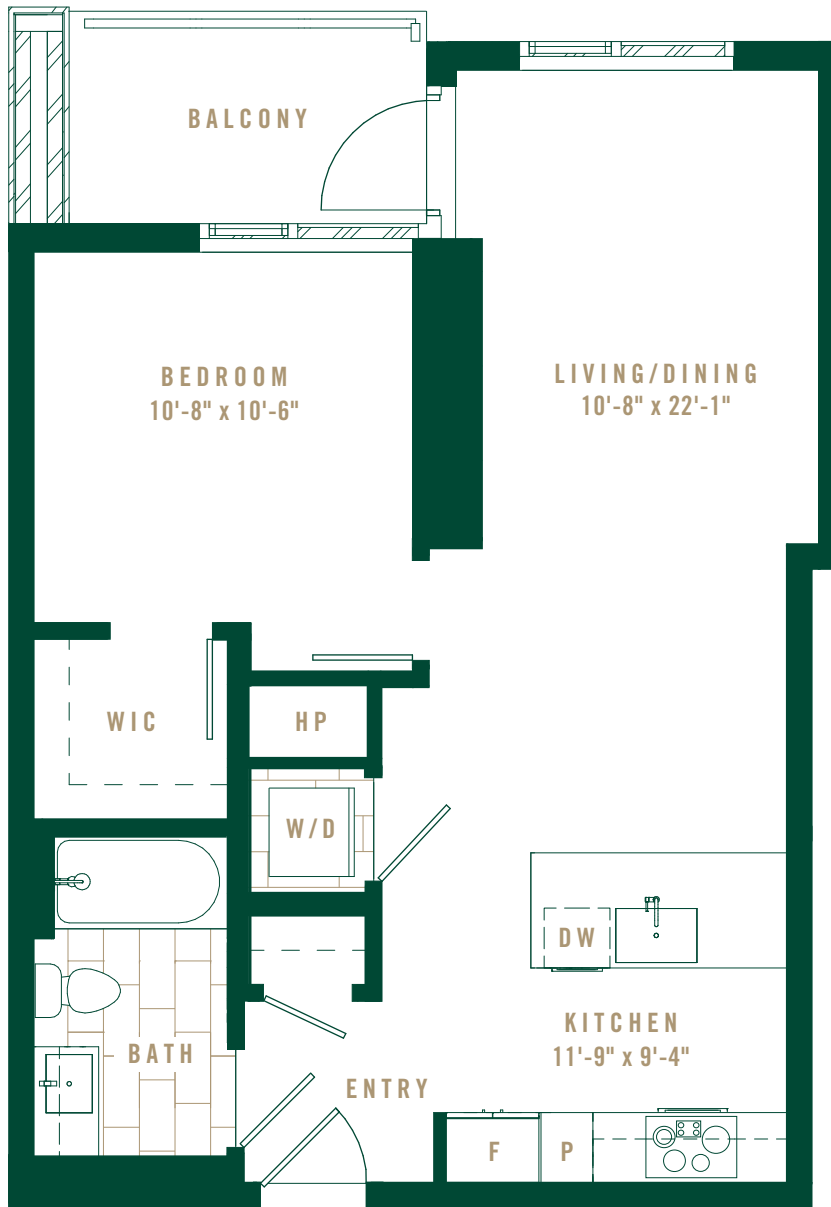 BALCONY
BEDROOM
10'-8" x 10'-6"
LIVING/DINING
10'-8" x 22'-1"
WIC
HP
W/D
DW
KITCHEN
11'-9" x 9'-4"
BATH
ENTRY
F
P